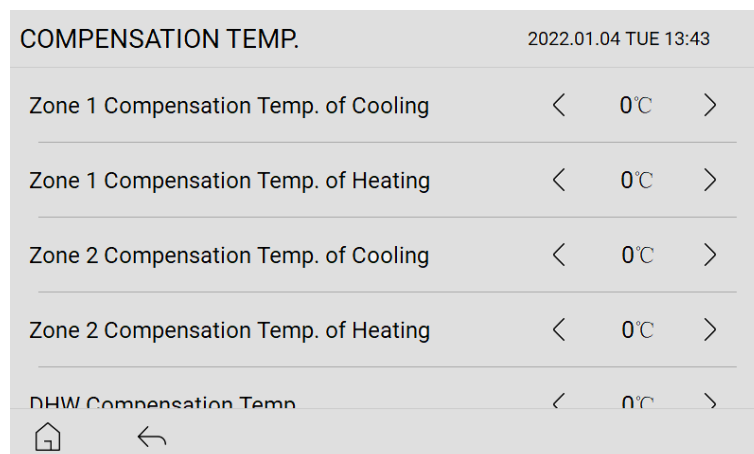 COMPENSATION TEMP. 2022.01.04 TUE 13:43
Zone 1 Compensation Temp. of Cooling < 0℃ >
Zone 1 Compensation Temp. of Heating < 0℃ >
Zone 2 Compensation Temp. of Cooling < 0℃ >
Zone 2 Compensation Temp. of Heating < 0℃ >
DHW Compensation Temp < 0℃ >